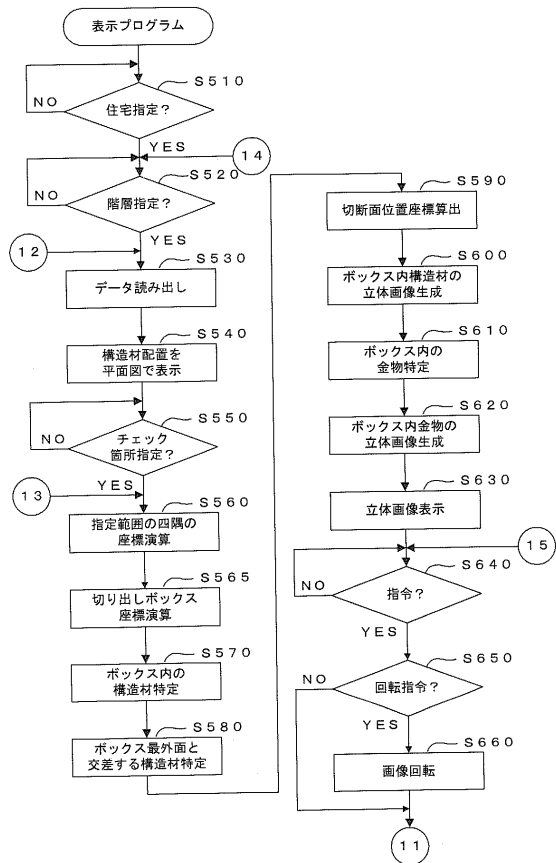 表示プログラム
S510
住宅指定?
NO
YES
14
S520
階層指定?
NO
YES
12
S530
データ読み出し
S540
構造材配置を
平面図で表示
S550
チェック
箇所指定?
NO
YES
13
S560
指定範囲の四隅の
座標演算
S565
切り出しボックス
座標演算
S570
ボックス内の
構造材特定
S580
ボックス最外面と
交差する構造材特定
S590
切断面位置座標算出
S600
ボックス内構造材の
立体画像生成
S610
ボックス内の
金物特定
S620
ボックス内金物の
立体画像生成
S630
立体画像表示
15
S640
指令?
NO
YES
S650
回転指令?
NO
YES
S660
画像回転
11